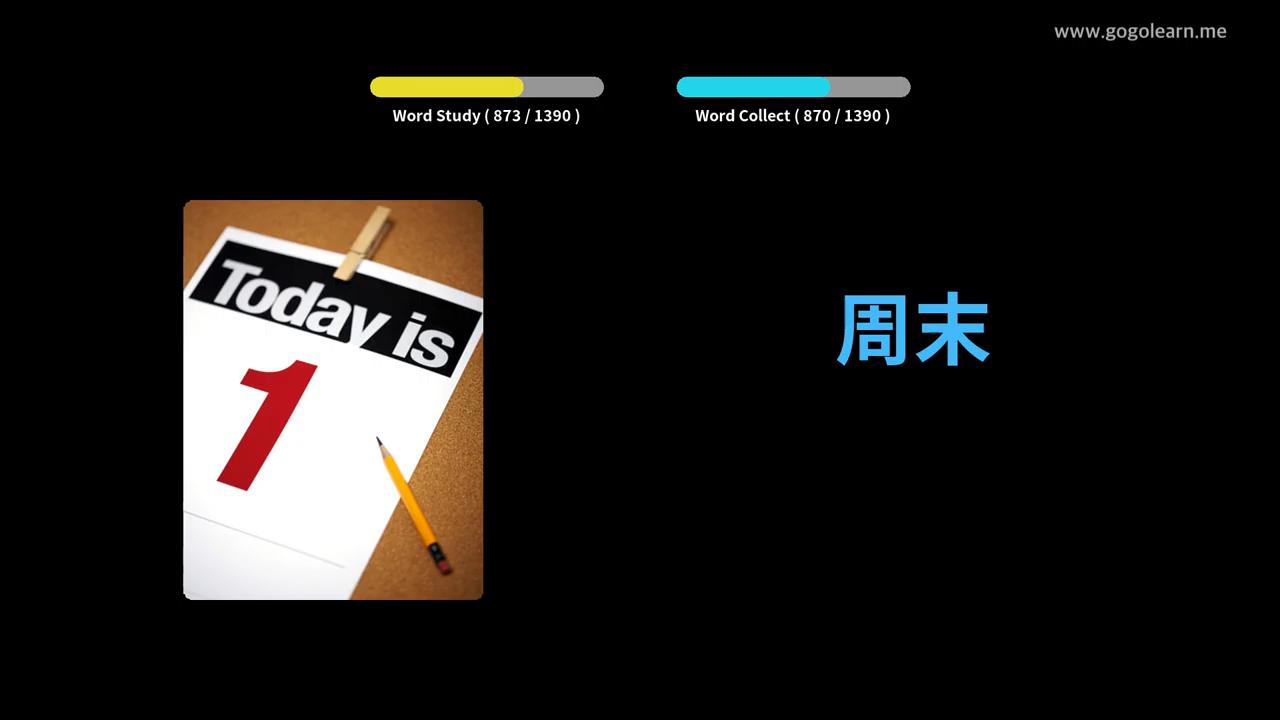 www.gogolearn.me
Word Study ( 873 / 1390 )
Word Collect ( 870 / 1390 )
Today is
1
周末